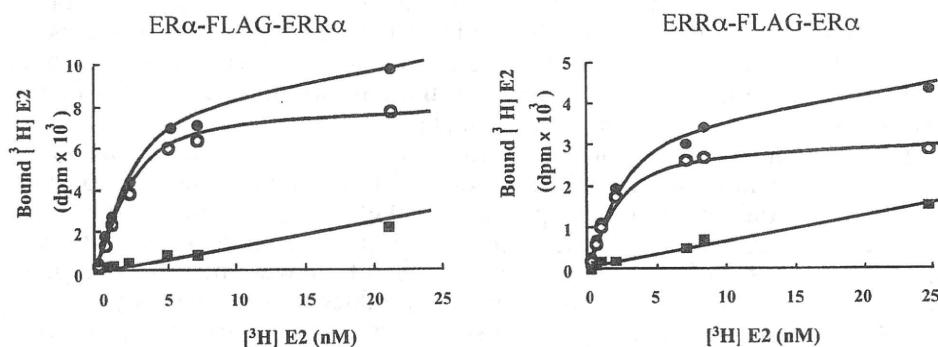 ERα-FLAG-ERRα
Bound [³H] E2
(dpm x 10³)
10
8
6
4
2
0
0 5 10 15 20 25
[³H] E2 (nM)
ERRα-FLAG-ERα
Bound [³H] E2
(dpm x 10³)
5
4
3
2
1
0
0 5 10 15 20 25
[³H] E2 (nM)